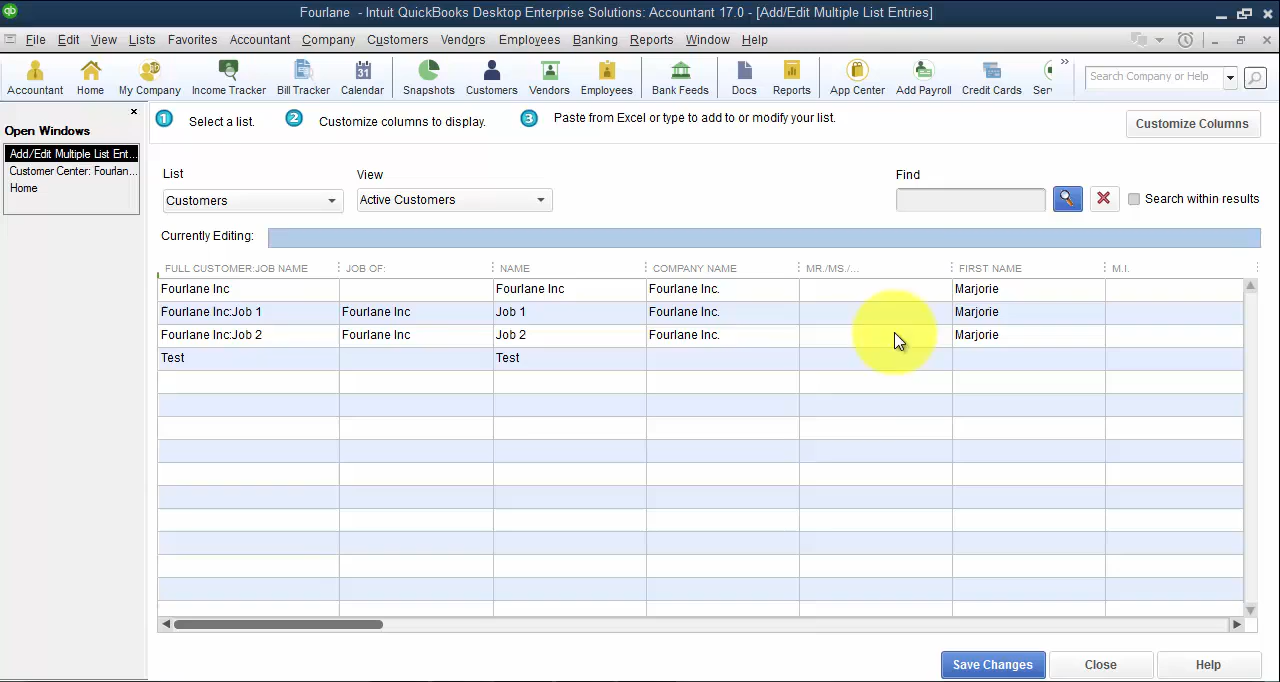 Fourlane - Intuit QuickBooks Desktop Enterprise Solutions: Accountant 17.0 - [Add/Edit Multiple List Entries]
File Edit View Lists Favorites Accountant Company Customers Vendors Employees Banking Reports Window Help
Accountant Home My Company Income Tracker Bill Tracker Calendar Snapshots Customers Vendors Employees Bank Feeds Docs Reports App Center Add Payroll Credit Cards Ser Search Company or Help
Open Windows
Add/Edit Multiple List Ent...
Customer Center: Fourlan...
Home
1 Select a list. 2 Customize columns to display. 3 Paste from Excel or type to add to or modify your list. Customize Columns
List View Find
Customers Active Customers Search within results
Currently Editing:
FULL CUSTOMER:JOB NAME JOB OF: NAME COMPANY NAME MR./MS./... FIRST NAME M.I.
Fourlane Inc Fourlane Inc Fourlane Inc. Marjorie
Fourlane Inc:Job 1 Fourlane Inc Job 1 Fourlane Inc. Marjorie
Fourlane Inc:Job 2 Fourlane Inc Job 2 Fourlane Inc. Marjorie
Test Test
Save Changes Close Help